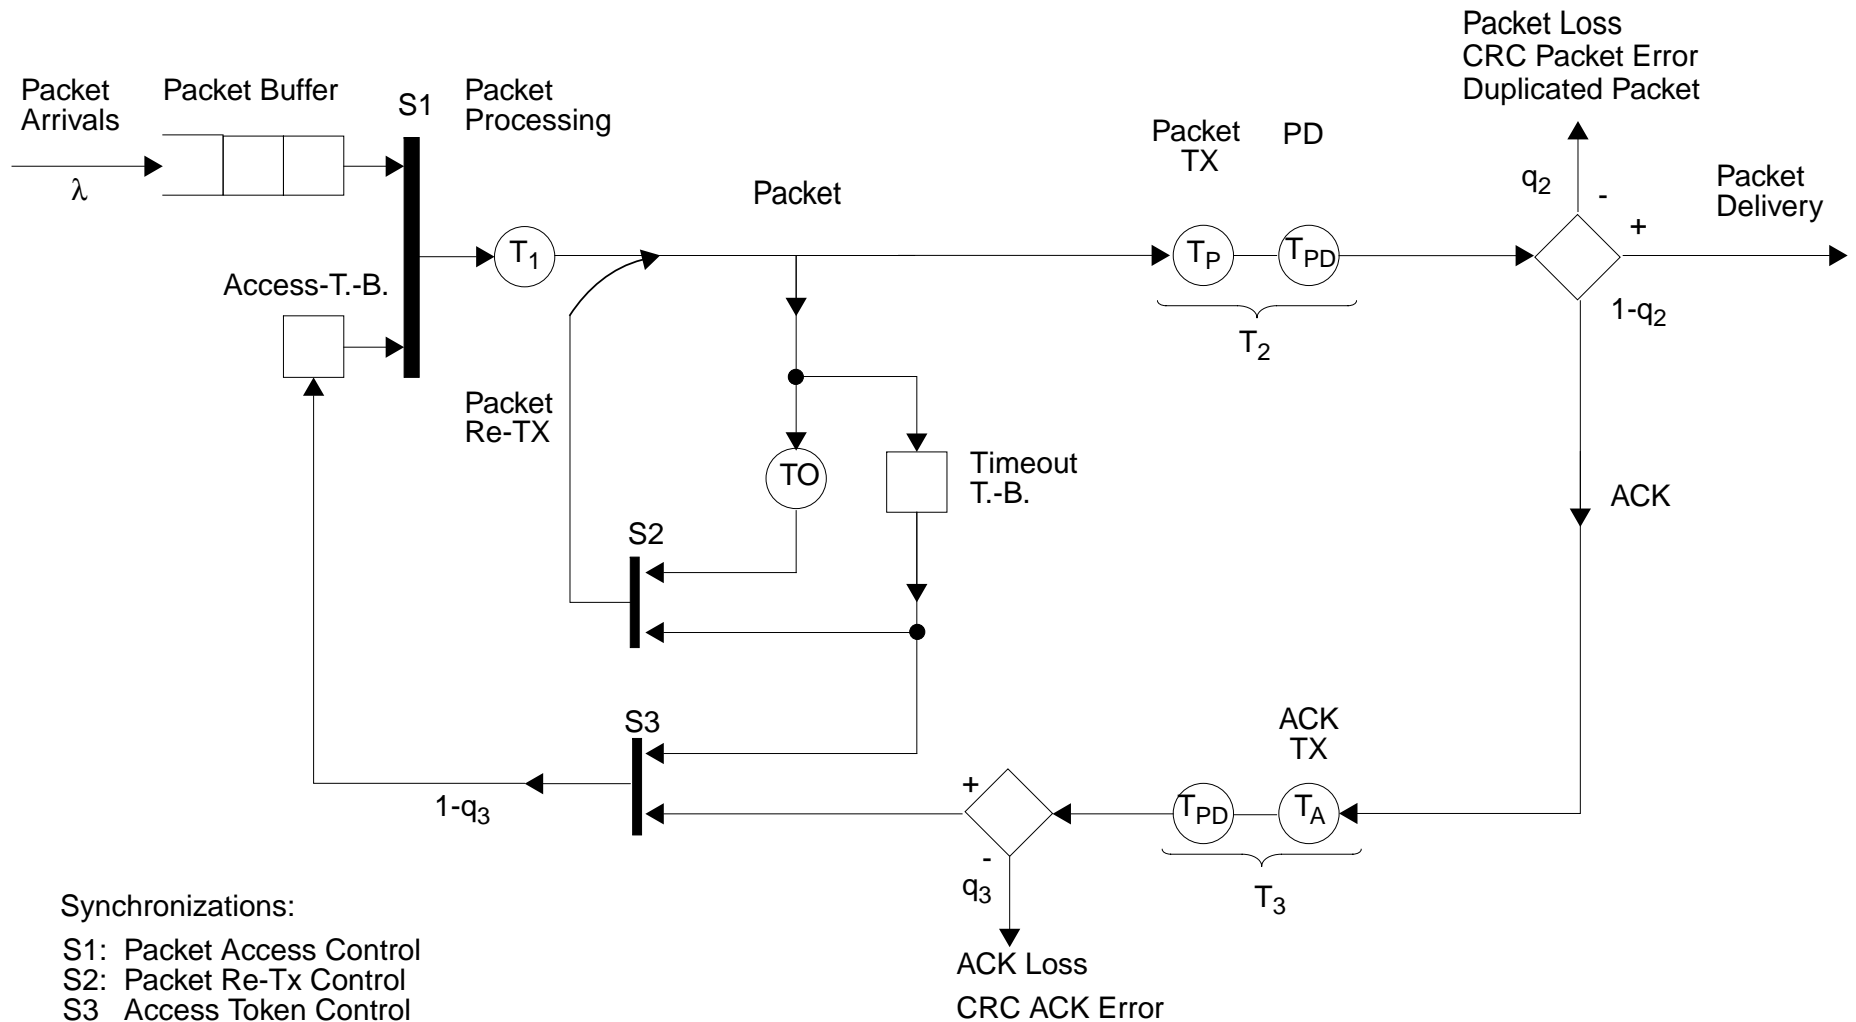 Packet Loss
CRC Packet Error
Duplicated Packet
Packet
Arrivals
Packet Buffer
S1
Packet
Processing
Packet
TX
PD
λ
Packet
q2
-
+
Packet
Delivery
T1
TP
TPD
Access-T.-B.
1-q2
T2
Packet
Re-TX
TO
Timeout
T.-B.
ACK
S2
S3
ACK
TX
+
1-q3
TPD
TA
-
q3
T3
Synchronizations:
S1: Packet Access Control
S2: Packet Re-Tx Control
S3 Access Token Control
ACK Loss
CRC ACK Error